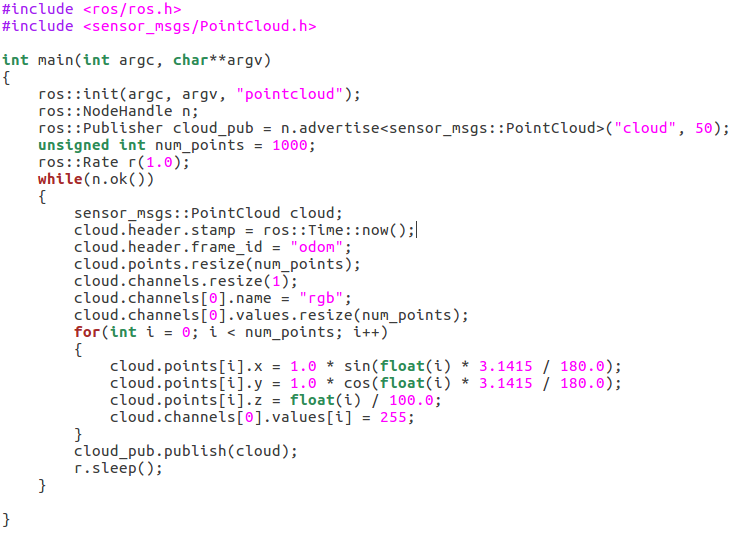 #include <ros/ros.h>
#include <sensor_msgs/PointCloud.h>

int main(int argc, char**argv)
{
    ros::init(argc, argv, "pointcloud");
    ros::NodeHandle n;
    ros::Publisher cloud_pub = n.advertise<sensor_msgs::PointCloud>("cloud", 50);
    unsigned int num_points = 1000;
    ros::Rate r(1.0);
    while(n.ok())
    {
        sensor_msgs::PointCloud cloud;
        cloud.header.stamp = ros::Time::now();
        cloud.header.frame_id = "odom";
        cloud.points.resize(num_points);
        cloud.channels.resize(1);
        cloud.channels[0].name = "rgb";
        cloud.channels[0].values.resize(num_points);
        for(int i = 0; i < num_points; i++)
        {
            cloud.points[i].x = 1.0 * sin(float(i) * 3.1415 / 180.0);
            cloud.points[i].y = 1.0 * cos(float(i) * 3.1415 / 180.0);
            cloud.points[i].z = float(i) / 100.0;
            cloud.channels[0].values[i] = 255;
        }
        cloud_pub.publish(cloud);
        r.sleep();
    }

}